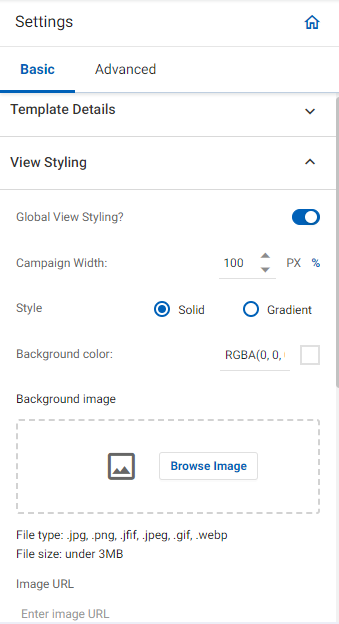 Settings
Basic Advanced
Template Details
View Styling
Global View Styling?
Campaign Width: 100 PX %
Style Solid Gradient
Background color: RGBA(0, 0,
Background image
Browse Image
File type: .jpg, .png, .jfif, .jpeg, .gif, .webp
File size: under 3MB
Image URL
Enter image URL